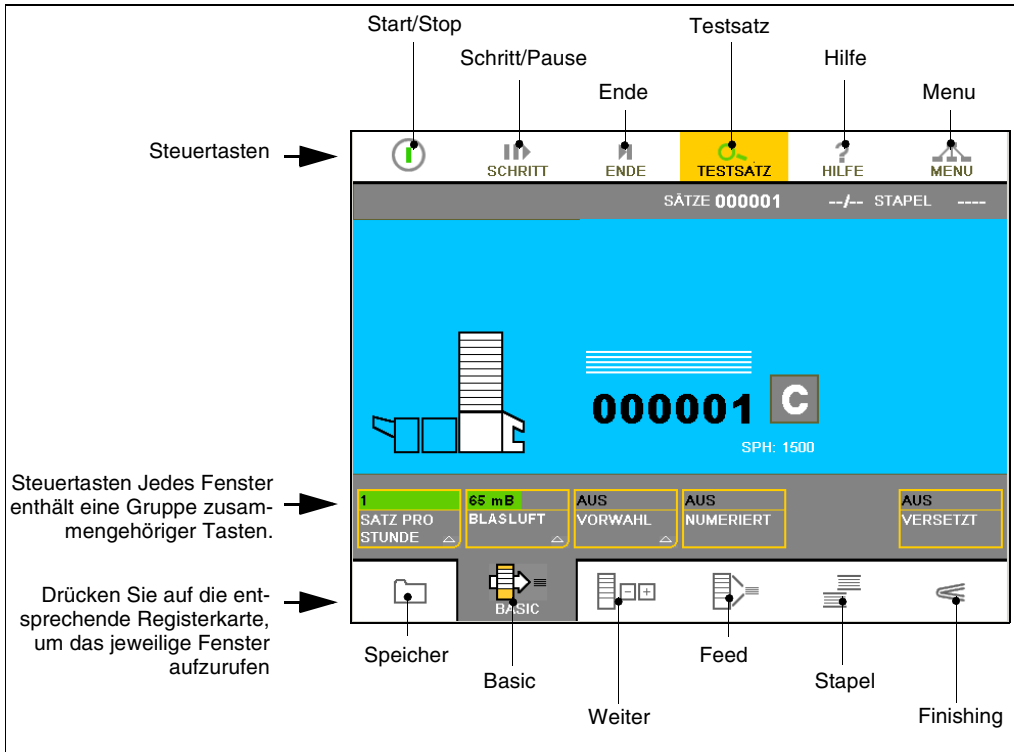 Start/Stop
Testsatz
Schritt/Pause
Hilfe
Ende
Menu
Steuertasten
SCHRITT
ENDE
TESTSATZ
HILFE
MENU
SÄTZE 000001 --/-- STAPEL ----
000001 C
SPH: 1500
Steuertasten Jedes Fenster
enthält eine Gruppe zusam-
mengehöriger Tasten.
1
SATZ PRO
STUNDE
65 mB
BLASLUFT
AUS
VORWAHL
AUS
NUMERIERT
AUS
VERSETZT
Drücken Sie auf die ent-
sprechende Registerkarte,
um das jeweilige Fenster
aufzurufen
BASIC
Speicher
Basic
Weiter
Feed
Stapel
Finishing